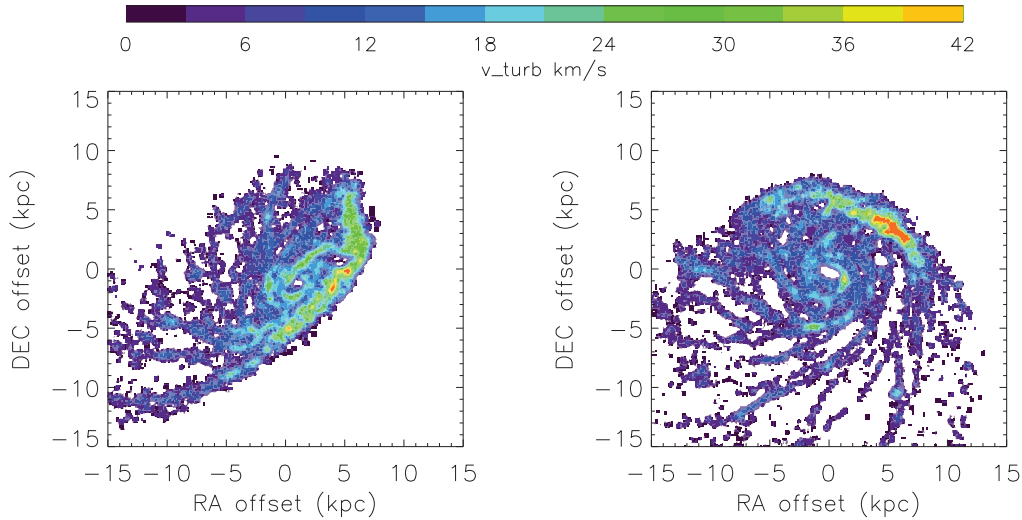 0 6 12 18 24 30 36 42
v_turb km/s
15 15
10 10
5 5
0 0
−5 −5
−10 −10
−15 −15
DEC offset (kpc) DEC offset (kpc)
−15 −10 −5 0 5 10 15 −15 −10 −5 0 5 10 15
RA offset (kpc) RA offset (kpc)